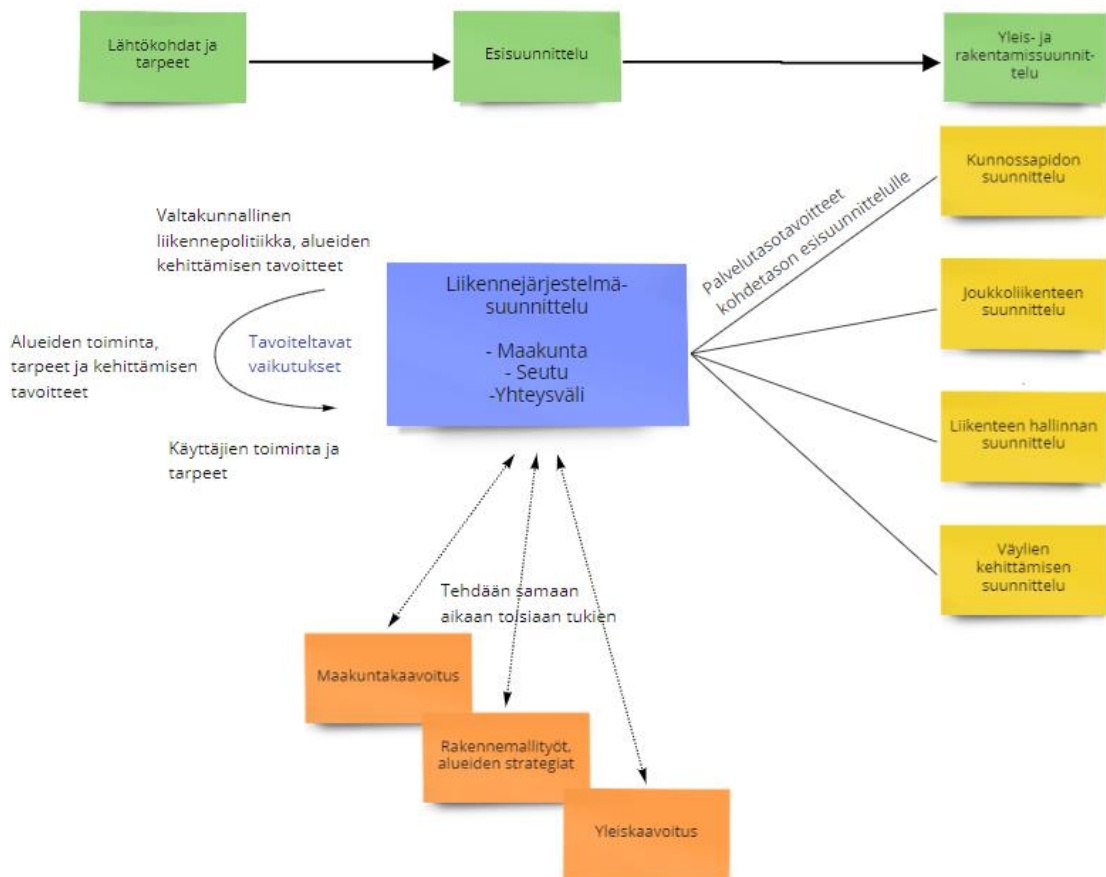 Lähtökohdat ja
tarpeet
Esisuunnittelu
Yleis- ja
rakentamissuunnit-
telu
Kunnossapidon
suunnittelu
Palvelutasotavoitteet
kohdetason esisuunnittelulle
Valtakunnallinen
liikennepolitiikka, alueiden
kehittämisen tavoitteet
Liikennejärjestelmä-
suunnittelu
- Maakunta
- Seutu
-Yhteysväli
Joukkoliikenteen
suunnittelu
Alueiden toiminta,
tarpeet ja kehittämisen
tavoitteet
Tavoiteltavat
vaikutukset
Käyttäjien toiminta ja
tarpeet
Liikenteen hallinnan
suunnittelu
Väylien
kehittämisen
suunnittelu
Tehdään samaan
aikaan toisiaan tukien
Maakuntakaavoitus
Rakennemallityöt,
alueiden strategiat
Yleiskaavoitus